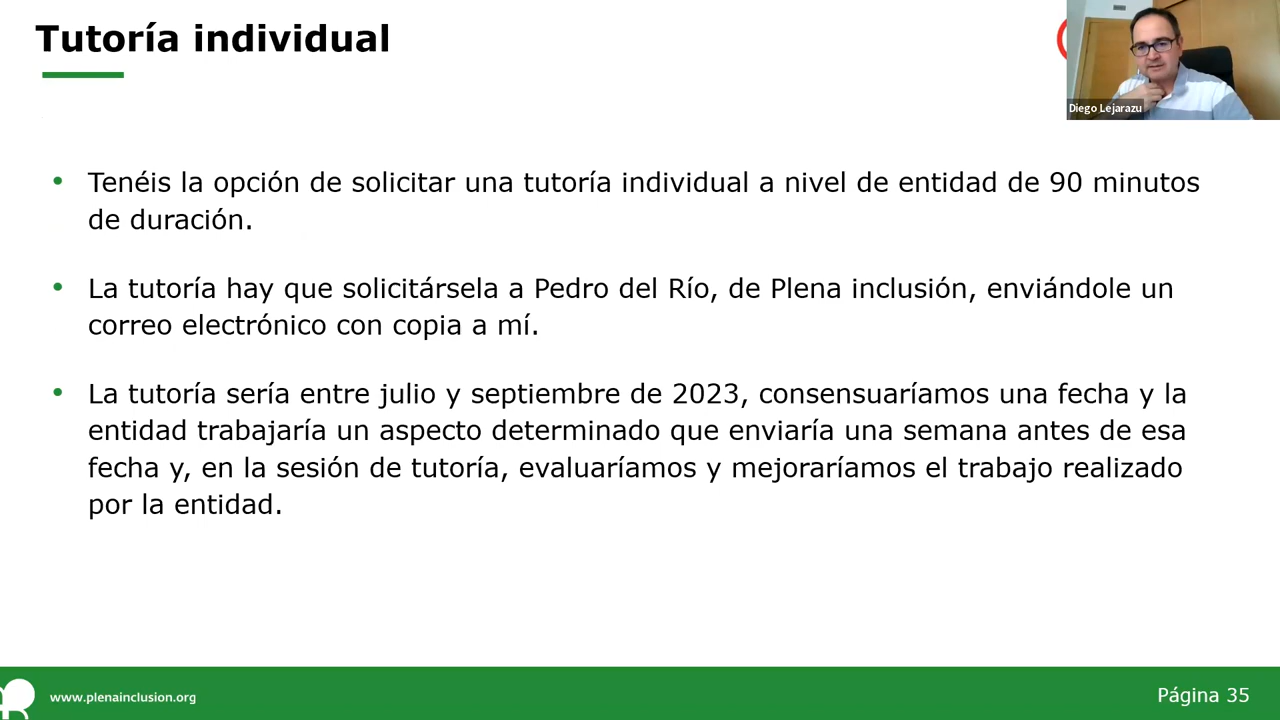 Tutoría individual
Diego Lejarazu
• Tenéis la opción de solicitar una tutoría individual a nivel de entidad de 90 minutos
de duración.
• La tutoría hay que solicitársela a Pedro del Río, de Plena inclusión, enviándole un
correo electrónico con copia a mí.
• La tutoría sería entre julio y septiembre de 2023, consensuaríamos una fecha y la
entidad trabajaría un aspecto determinado que enviaría una semana antes de esa
fecha y, en la sesión de tutoría, evaluaríamos y mejoraríamos el trabajo realizado
por la entidad.
www.plenainclusion.org
Página 35